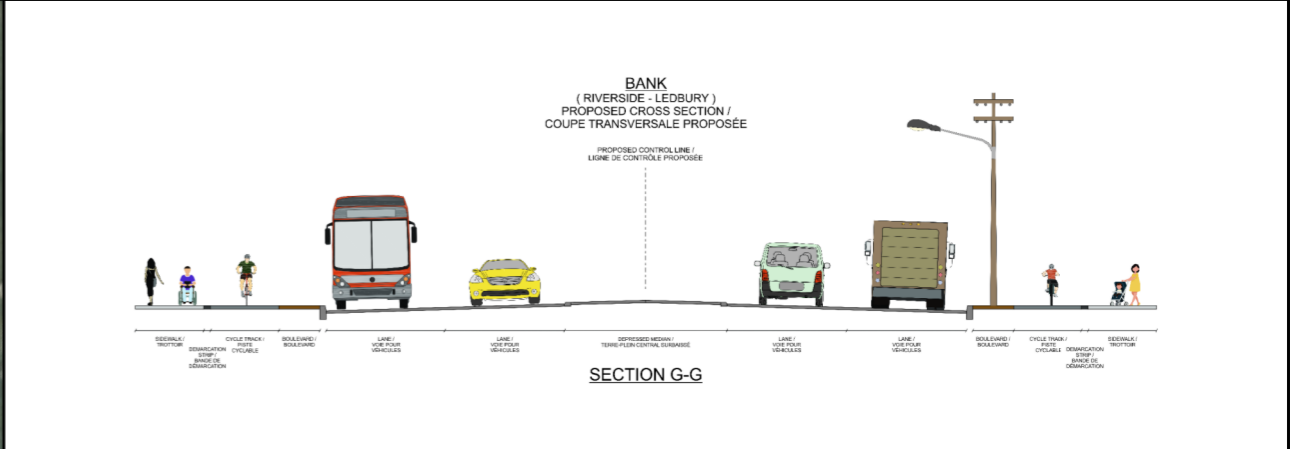 BANK
( RIVERSIDE - LEDBURY )
PROPOSED CROSS SECTION /
COUPE TRANSVERSALE PROPOSÉE
PROPOSED CONTROL LINE /
LIGNE DE CONTRÔLE PROPOSÉE
SIDEWALK /
TROTTOIR
DEMARCATION
STRIP /
BANDE DE
DÉMARCATION
CYCLE TRACK /
PISTE
CYCLABLE
BOULEVARD /
BOULEVARD
LANE /
VOIE POUR
VÉHICULES
LANE /
VOIE POUR
VÉHICULES
DEPRESSED MEDIAN /
TERRE-PLEIN CENTRAL SURBAISSÉ
LANE /
VOIE POUR
VÉHICULES
LANE /
VOIE POUR
VÉHICULES
BOULEVARD /
BOULEVARD
CYCLE TRACK /
PISTE
CYCLABLE
DEMARCATION
STRIP /
BANDE DE
DÉMARCATION
SIDEWALK /
TROTTOIR
SECTION G-G